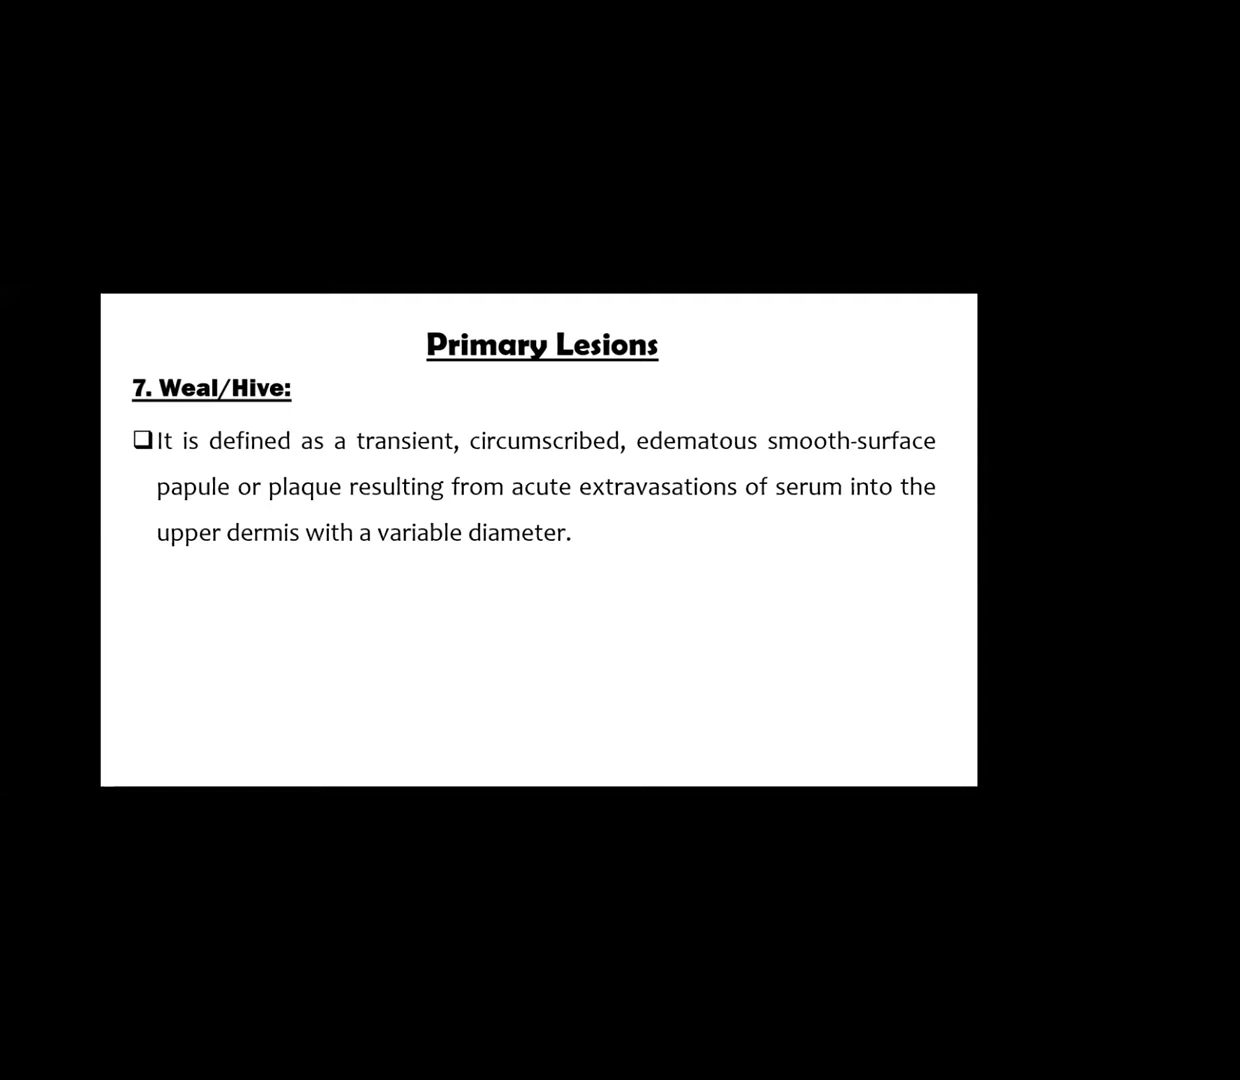 Primary Lesions
7. Weal/Hive:
❑It is defined as a transient, circumscribed, edematous smooth-surface
papule or plaque resulting from acute extravasations of serum into the
upper dermis with a variable diameter.